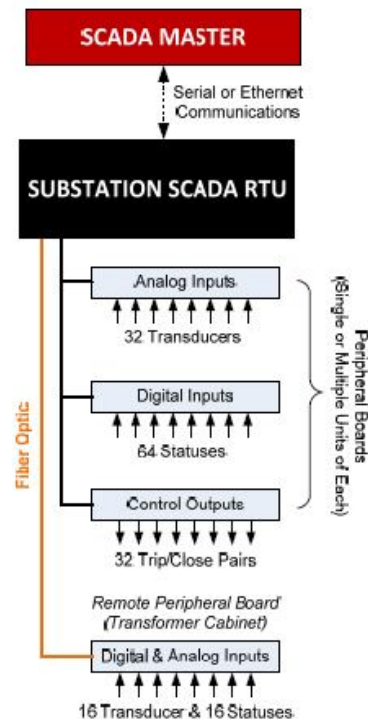 SCADA MASTER
Serial or Ethernet
Communications
SUBSTATION SCADA RTU
Analog Inputs
32 Transducers
Digital Inputs
64 Statuses
Control Outputs
32 Trip/Close Pairs
Peripheral Boards
(Single or Multiple Units of Each)
Fiber Optic
Remote Peripheral Board
(Transformer Cabinet)
Digital & Analog Inputs
16 Transducer & 16 Statuses